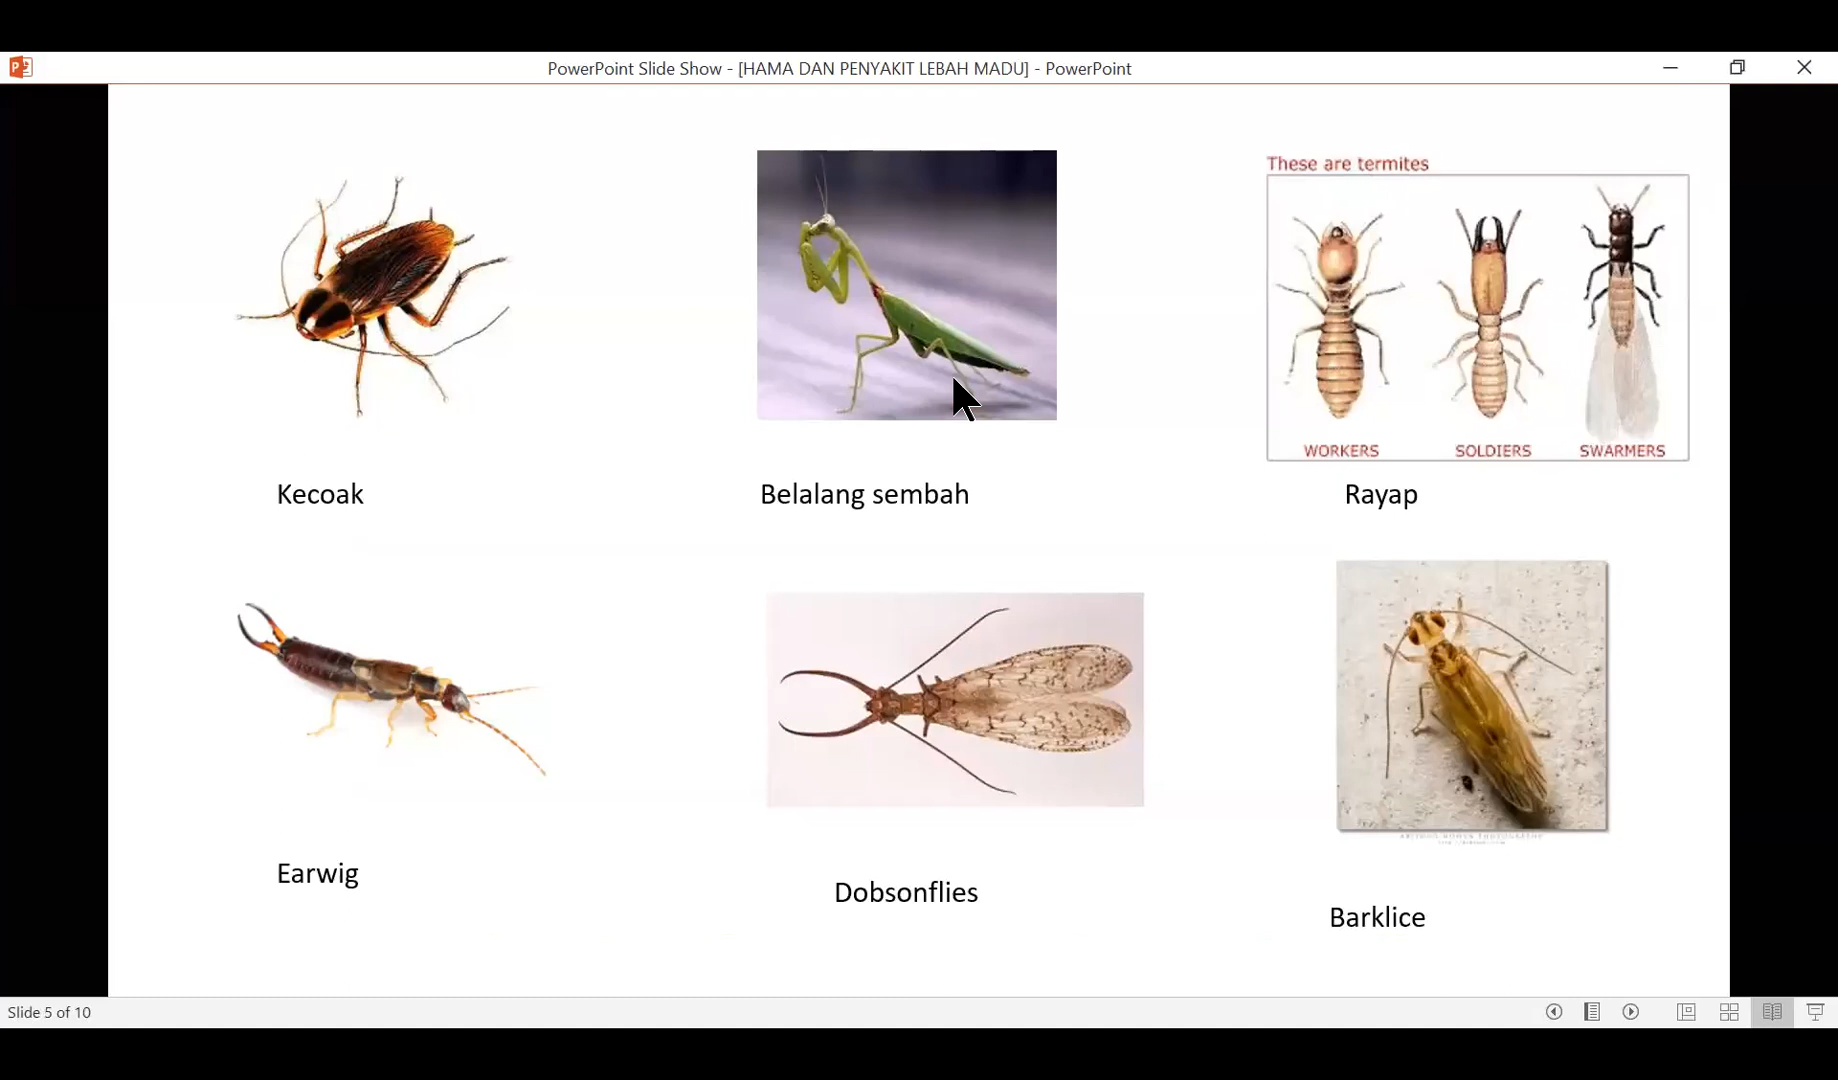 PowerPoint Slide Show - [HAMA DAN PENYAKIT LEBAH MADU] - PowerPoint
These are termites
WORKERS SOLDIERS SWARMERS
Kecoak
Belalang sembah
Rayap
Earwig
Dobsonflies
Barklice
Slide 5 of 10